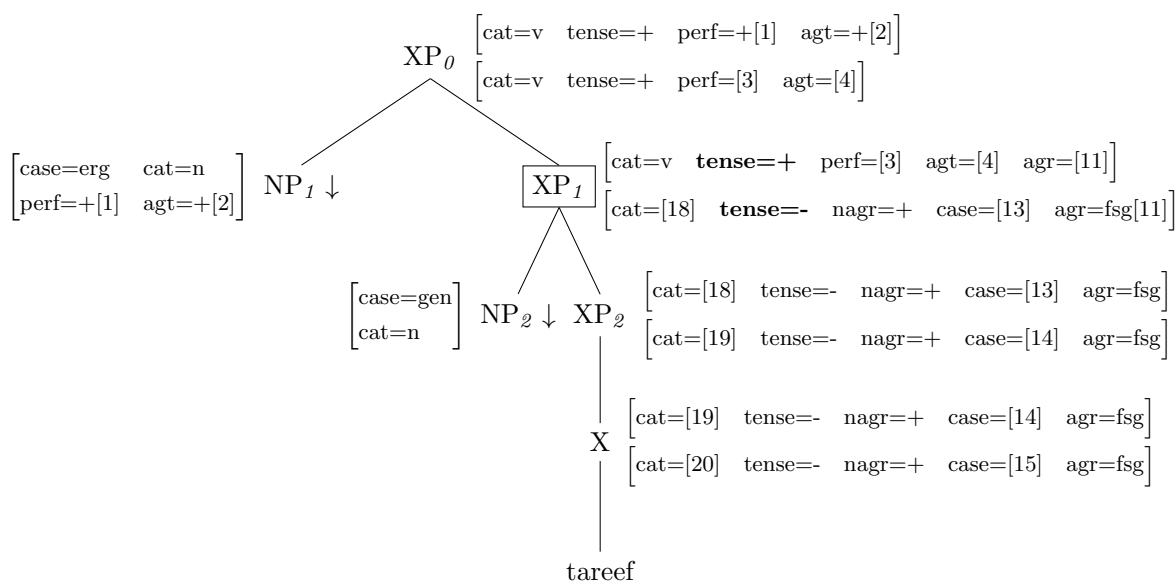 XP0 [cat=v tense=+ perf=+[1] agt=+[2]]
[cat=v tense=+ perf=[3] agt=[4]]
[case=erg cat=n
perf=+[1] agt=+[2]] NP1 ↓
XP1 [cat=v tense=+ perf=[3] agt=[4] agr=[11]]
[cat=[18] tense=- nagr=+ case=[13] agr=fsg[11]]
[case=gen
cat=n] NP2 ↓
XP2 [cat=[18] tense=- nagr=+ case=[13] agr=fsg]
[cat=[19] tense=- nagr=+ case=[14] agr=fsg]
X [cat=[19] tense=- nagr=+ case=[14] agr=fsg]
[cat=[20] tense=- nagr=+ case=[15] agr=fsg]
tareef